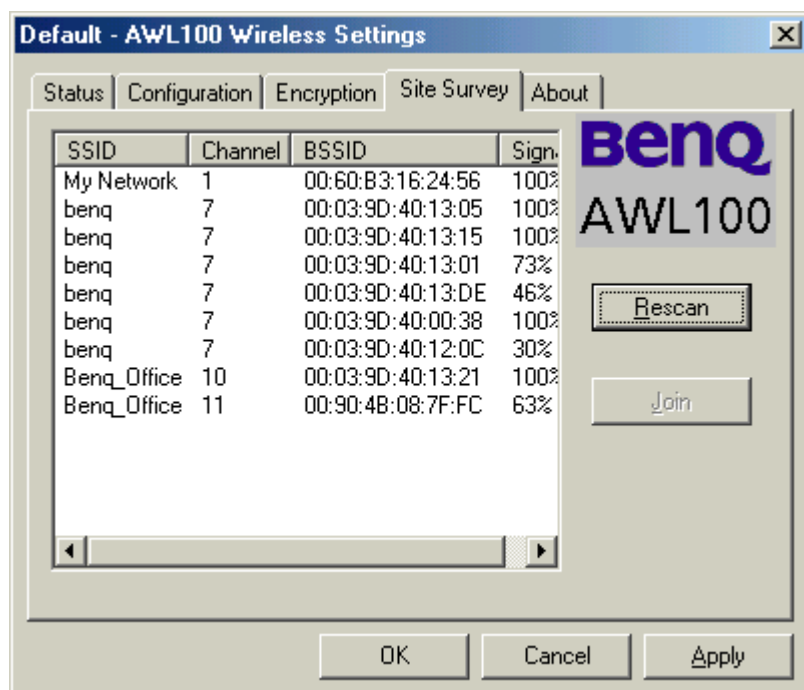 Default - AWL100 Wireless Settings
Status Configuration Encryption Site Survey About
SSID Channel BSSID Sign
My Network 1 00:60:B3:16:24:56 100%
benq 7 00:03:9D:40:13:05 100%
benq 7 00:03:9D:40:13:15 100%
benq 7 00:03:9D:40:13:01 73%
benq 7 00:03:9D:40:13:DE 46%
benq 7 00:03:9D:40:00:38 100%
benq 7 00:03:9D:40:12:0C 30%
Benq_Office 10 00:03:9D:40:13:21 100%
Benq_Office 11 00:90:4B:08:7F:FC 63%
BenQ
AWL100
Rescan
Join
OK Cancel Apply